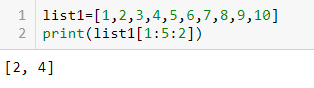 1 list1=[1,2,3,4,5,6,7,8,9,10]
2 print(list1[1:5:2])
[2, 4]